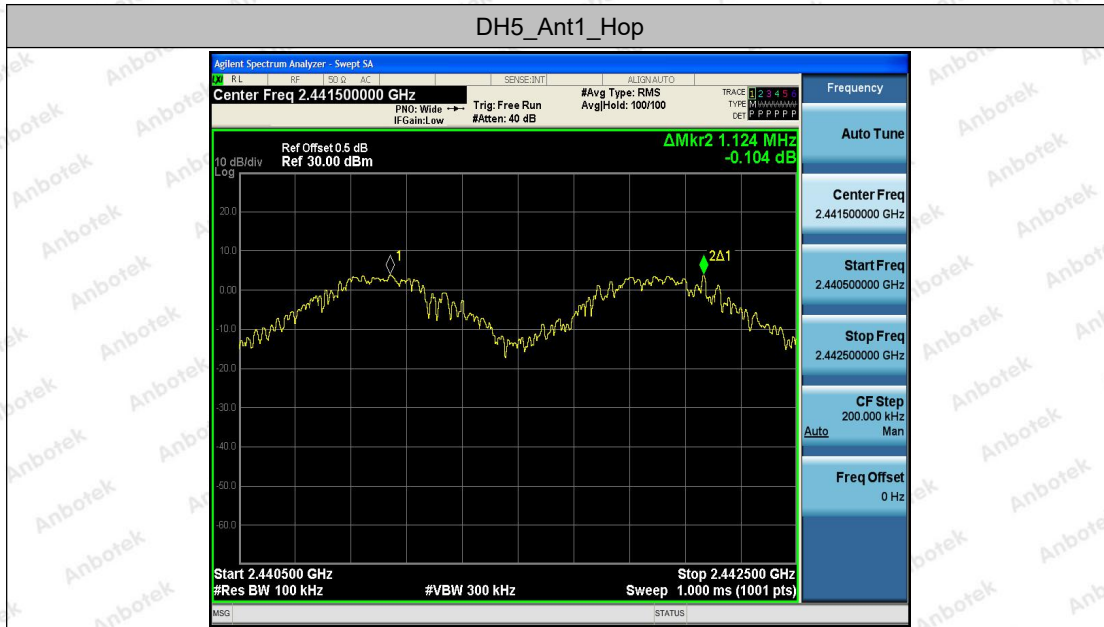 DH5_Ant1_Hop
Agilent Spectrum Analyzer - Swept SA
LXI RL RF 50 Ω AC SENSE:INT ALIGNAUTO
Center Freq 2.441500000 GHz
PNO: Wide
IFGain:Low
Trig: Free Run
#Atten: 40 dB
#Avg Type: RMS
Avg|Hold: 100/100
TRACE 1 2 3 4 5 6
TYPE M WWWWW
DET P P P P P P
ΔMkr2 1.124 MHz
-0.104 dB
Ref Offset 0.5 dB
10 dB/div Ref 30.00 dBm
Log
20.0
10.0
0.00
-10.0
-20.0
-30.0
-40.0
-50.0
-60.0
1
2Δ1
Start 2.440500 GHz
Stop 2.442500 GHz
#Res BW 100 kHz
#VBW 300 kHz
Sweep 1.000 ms (1001 pts)
MSG
STATUS
Frequency
Auto Tune
Center Freq
2.441500000 GHz
Start Freq
2.440500000 GHz
Stop Freq
2.442500000 GHz
CF Step
200.000 kHz
Auto Man
Freq Offset
0 Hz
Anbotek